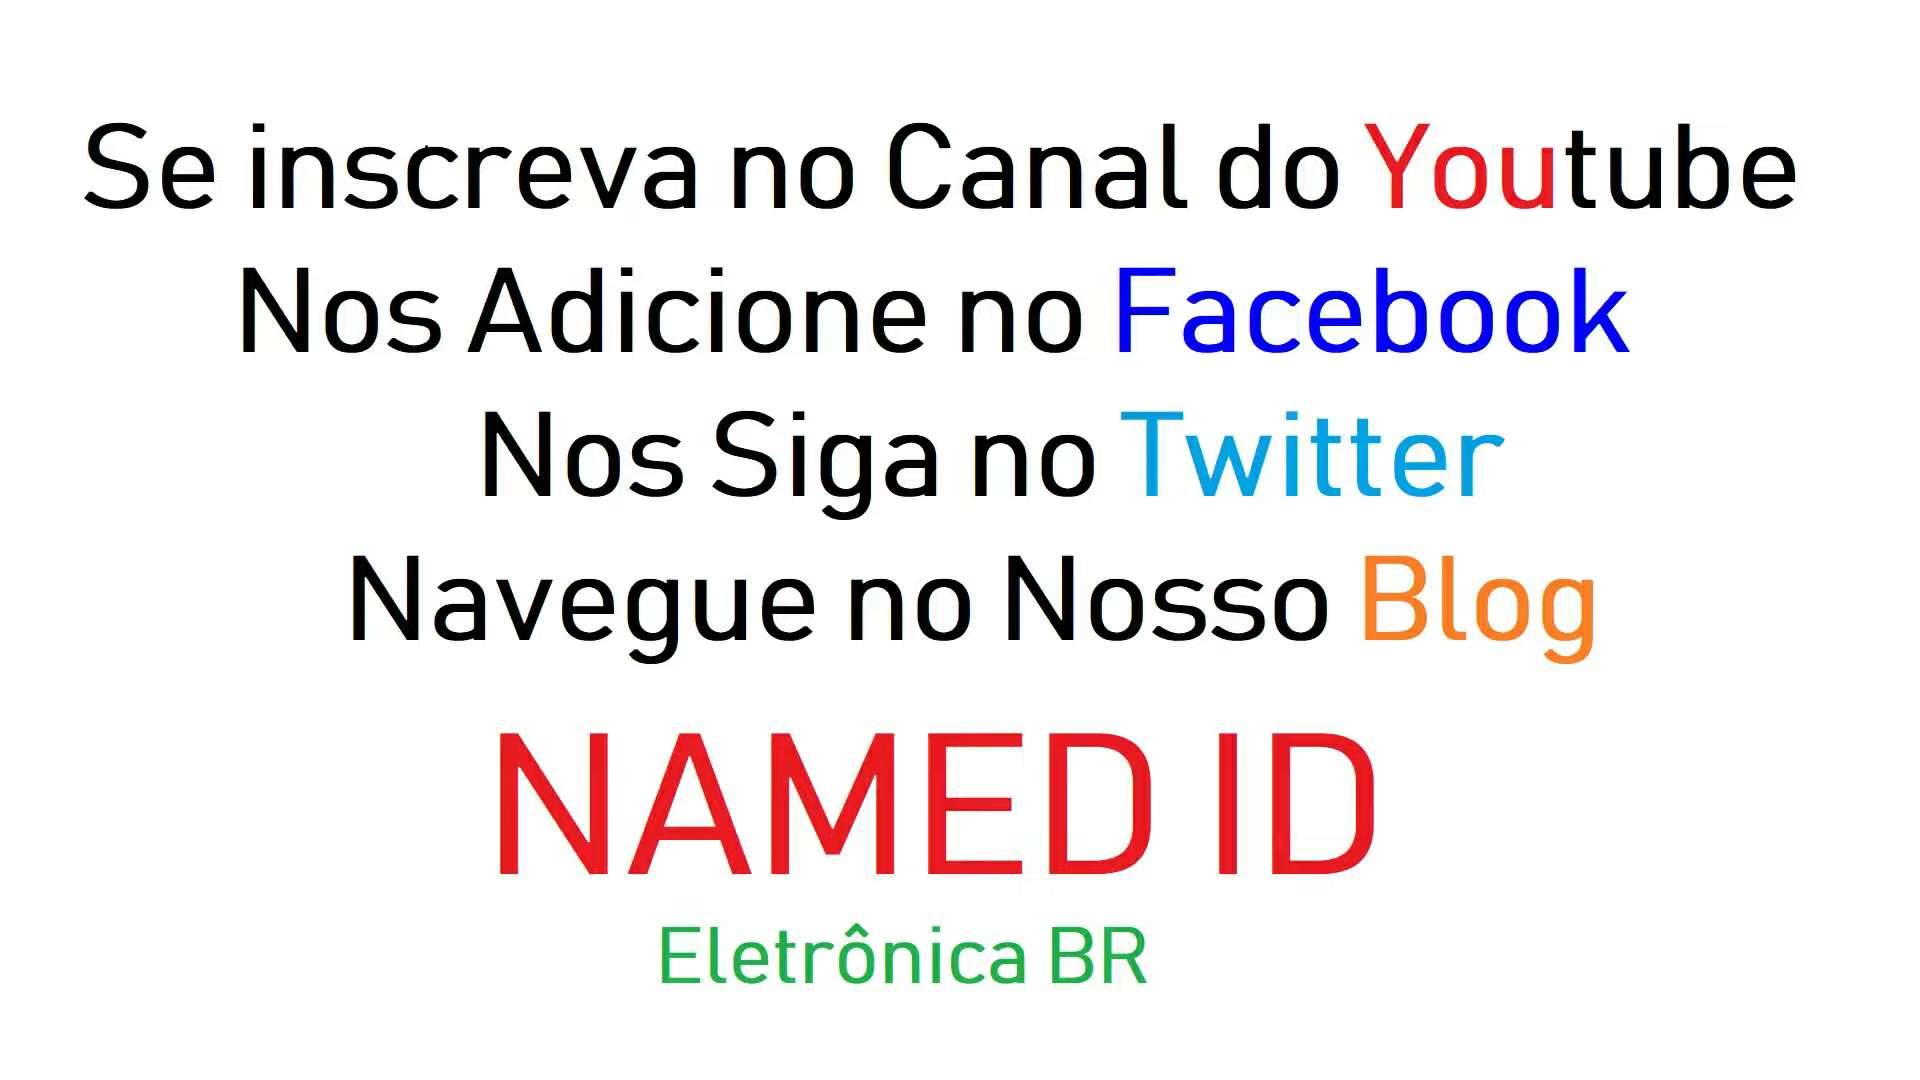 Se inscreva no Canal do Youtube
Nos Adicione no Facebook
Nos Siga no Twitter
Navegue no Nosso Blog
NAMED ID
Eletrônica BR